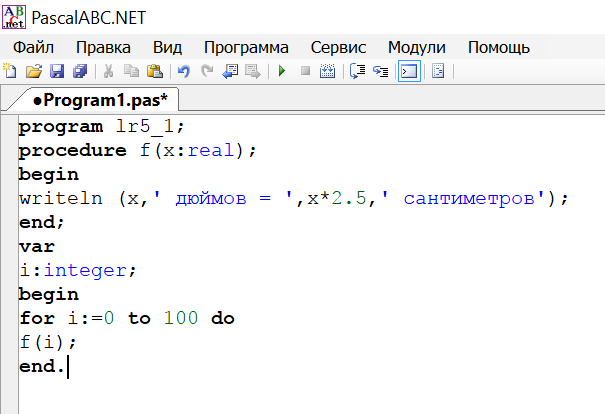 PascalABC.NET
Файл Правка Вид Программа Сервис Модули Помощь
●Program1.pas*
program lr5_1;
procedure f(x:real);
begin
writeln (x,' дюймов = ',x*2.5,' сантиметров');
end;
var
i:integer;
begin
for i:=0 to 100 do
f(i);
end.